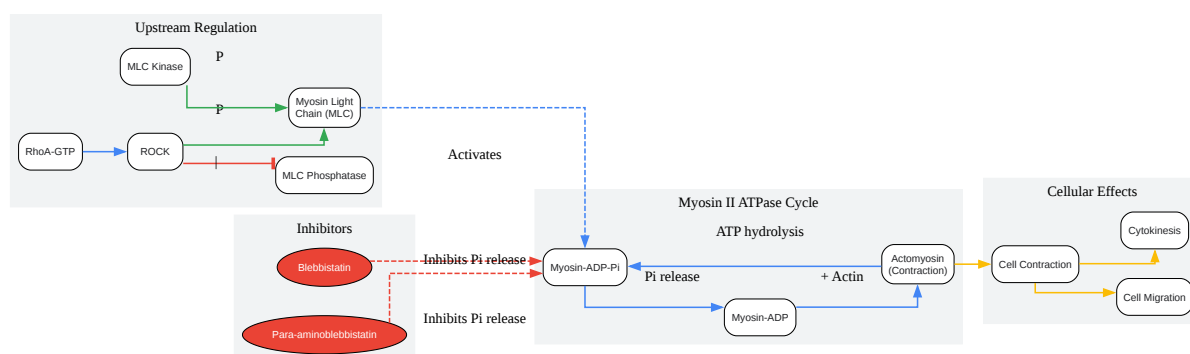 Upstream Regulation
P
MLC Kinase
Myosin Light
Chain (MLC)
P
RhoA-GTP
ROCK
|
MLC Phosphatase
Activates
Inhibitors
Blebbistatin
Inhibits Pi release
Para-aminoblebbistatin
Inhibits Pi release
Myosin II ATPase Cycle
ATP hydrolysis
Myosin-ADP-Pi
Pi release
+ Actin
Actomyosin
(Contraction)
Myosin-ADP
Cellular Effects
Cytokinesis
Cell Contraction
Cell Migration